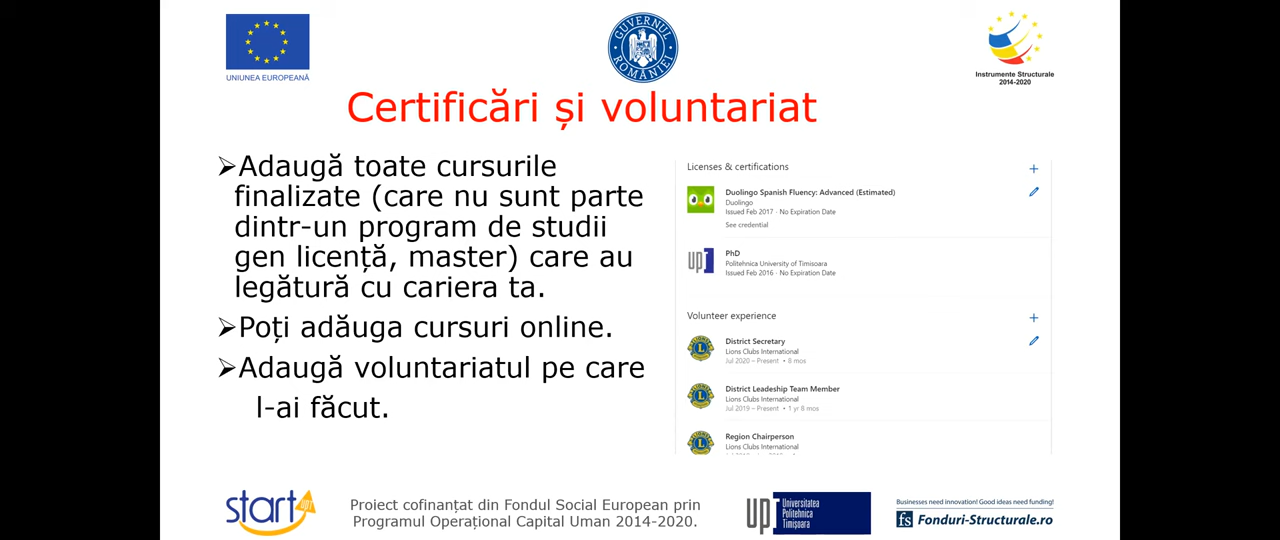 UNIUNEA EUROPEANĂ
GUVERNUL ROMÂNIEI
Instrumente Structurale
2014-2020
Certificări și voluntariat
Adaugă toate cursurile
finalizate (care nu sunt parte
dintr-un program de studii
gen licență, master) care au
legătură cu cariera ta.
Poți adăuga cursuri online.
Adaugă voluntariatul pe care
l-ai făcut.
Licenses & certifications
Duolingo Spanish Fluency: Advanced (Estimated)
Duolingo
Issued Feb 2017 · No Expiration Date
See credential
UPT
PhD
Politehnica University of Timisoara
Issued Feb 2016 · No Expiration Date
Volunteer experience
L
District Secretary
Lions Clubs International
Jul 2020 – Present • 8 mos
L
District Leadeship Team Member
Lions Clubs International
Jul 2019 – Present • 1 yr 8 mos
L
Region Chairperson
Lions Clubs International
start upt
Proiect cofinanțat din Fondul Social European prin
Programul Operațional Capital Uman 2014-2020.
UPT
Universitatea
Politehnica
Timișoara
Businesses need innovation! Good ideas need funding!
fs Fonduri-Structurale.ro